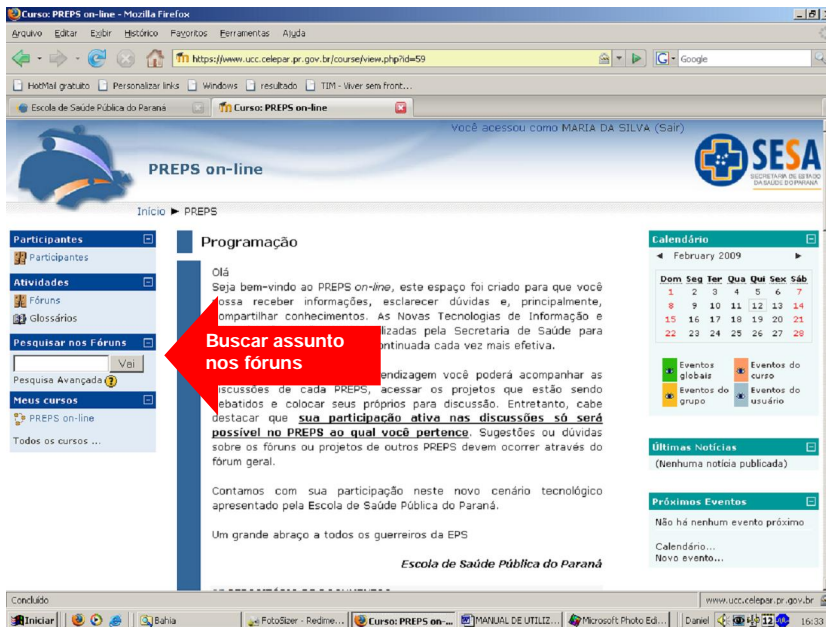 Curso: PREPS on-line - Mozilla Firefox
Arquivo Editar Exibir Histórico Favoritos Ferramentas Ajuda
https://www.ucc.celepar.pr.gov.br/course/view.php?id=59
Google
HotMail gratuito Personalizar links Windows resultado TIM - Viver sem front...
Escola de Saúde Pública do Paraná
Curso: PREPS on-line
Você acessou como MARIA DA SILVA (Sair)
PREPS on-line
SESA
SECRETARIA DE ESTADO
DA SAÚDE DO PARANÁ
Início ► PREPS
Participantes
Participantes
Atividades
Fóruns
Glossários
Pesquisar nos Fóruns
Vai
Pesquisa Avançada
Meus cursos
PREPS on-line
Todos os cursos ...
Buscar assunto
nos fóruns
Programação
Olá
Seja bem-vindo ao PREPS on-line, este espaço foi criado para que você
possa receber informações, esclarecer dúvidas e, principalmente,
compartilhar conhecimentos. As Novas Tecnologias de Informação e
lizadas pela Secretaria de Saúde para
ontinuada cada vez mais efetiva.
endizagem você poderá acompanhar as
discussões de cada PREPS, acessar os projetos que estão sendo
debatidos e colocar seus próprios para discussão. Entretanto, cabe
destacar que sua participação ativa nas discussões só será
possível no PREPS ao qual você pertence. Sugestões ou dúvidas
sobre os fóruns ou projetos de outros PREPS devem ocorrer através do
fórum geral.
Contamos com sua participação neste novo cenário tecnológico
apresentado pela Escola de Saúde Pública do Paraná.
Um grande abraço a todos os guerreiros da EPS
Escola de Saúde Pública do Paraná
Calendário
◄ February 2009 ►
Dom Seg Ter Qua Qui Sex Sáb
1 2 3 4 5 6 7
8 9 10 11 12 13 14
15 16 17 18 19 20 21
22 23 24 25 26 27 28
Eventos globais
Eventos do curso
Eventos do grupo
Eventos do usuário
Últimas Notícias
(Nenhuma notícia publicada)
Próximos Eventos
Não há nenhum evento próximo
Calendário...
Novo evento...
Concluído
www.ucc.celepar.pr.gov.br
Iniciar
Bahia
FotoSizer - Redime...
Curso: PREPS on-...
MANUAL DE UTILIZ...
Microsoft Photo Edi...
Daniel
12
16:33